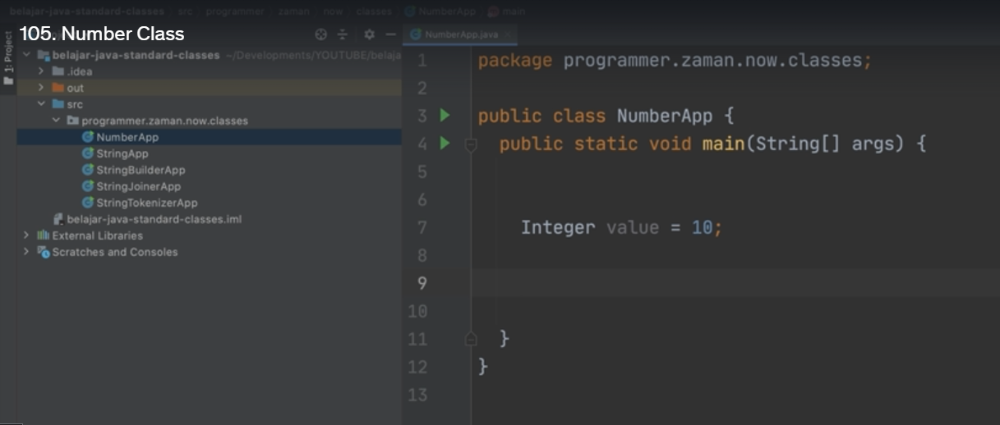 belajar-java-standard-classes src programmer zaman now classes NumberApp main
105. Number Class
1: Project
belajar-java-standard-classes ~/Developments/YOUTUBE/belaja
.idea
out
src
programmer.zaman.now.classes
NumberApp
StringApp
StringBuilderApp
StringJoinerApp
StringTokenizerApp
belajar-java-standard-classes.iml
External Libraries
Scratches and Consoles
NumberApp.java
1 package programmer.zaman.now.classes;
2
3 public class NumberApp {
4 public static void main(String[] args) {
5
6
7 Integer value = 10;
8
9
10
11 }
12 }
13